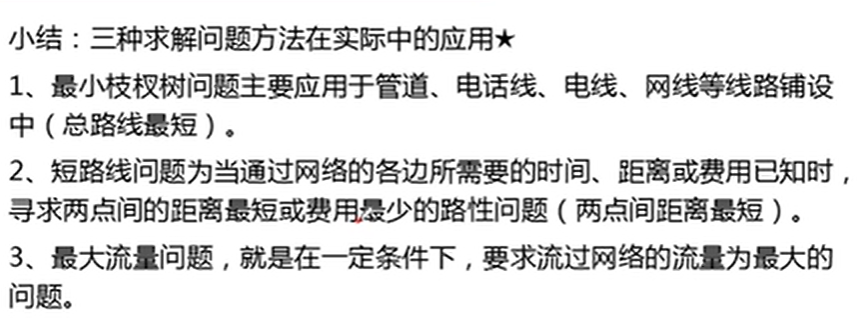 小结：三种求解问题方法在实际中的应用★
1、最小枝杈树问题主要应用于管道、电话线、电线、网线等线路铺设
中（总路线最短）。
2、短路线问题为当通过网络的各边所需要的时间、距离或费用已知时，
寻求两点间的距离最短或费用最少的路性问题（两点间距离最短）。
3、最大流量问题，就是在一定条件下，要求流过网络的流量为最大的
问题。